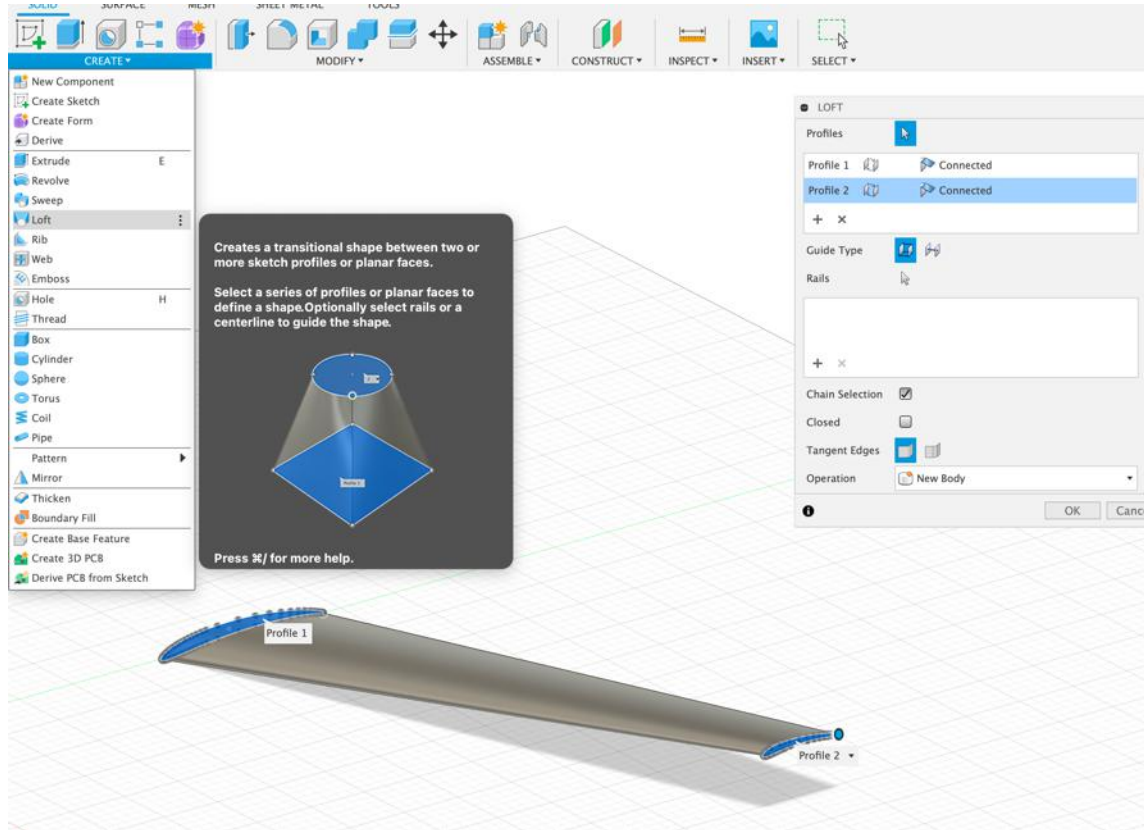 SOLID SURFACE MESH SHEET METAL TOOLS
CREATE MODIFY ASSEMBLE CONSTRUCT INSPECT INSERT SELECT
New Component
Create Sketch
Create Form
Derive
Extrude E
Revolve
Sweep
Loft
Rib
Web
Emboss
Hole H
Thread
Box
Cylinder
Sphere
Torus
Coil
Pipe
Pattern
Mirror
Thicken
Boundary Fill
Create Base Feature
Create 3D PCB
Derive PCB from Sketch
Creates a transitional shape between two or
more sketch profiles or planar faces.
Select a series of profiles or planar faces to
define a shape.Optionally select rails or a
centerline to guide the shape.
Profile 2
Press ⌘/ for more help.
LOFT
Profiles
Profile 1 Connected
Profile 2 Connected
Guide Type
Rails
Chain Selection
Closed
Tangent Edges
Operation New Body
OK Canc
Profile 1
Profile 2